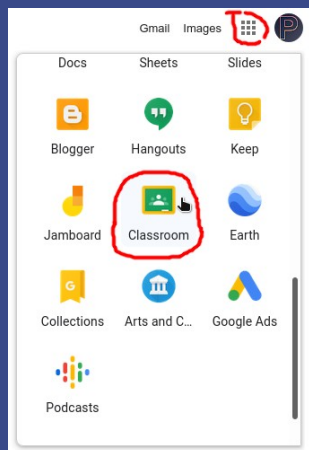 Gmail Images P
Docs Sheets Slides
Blogger Hangouts Keep
Jamboard Classroom Earth
G
Collections Arts and C... Google Ads
Podcasts